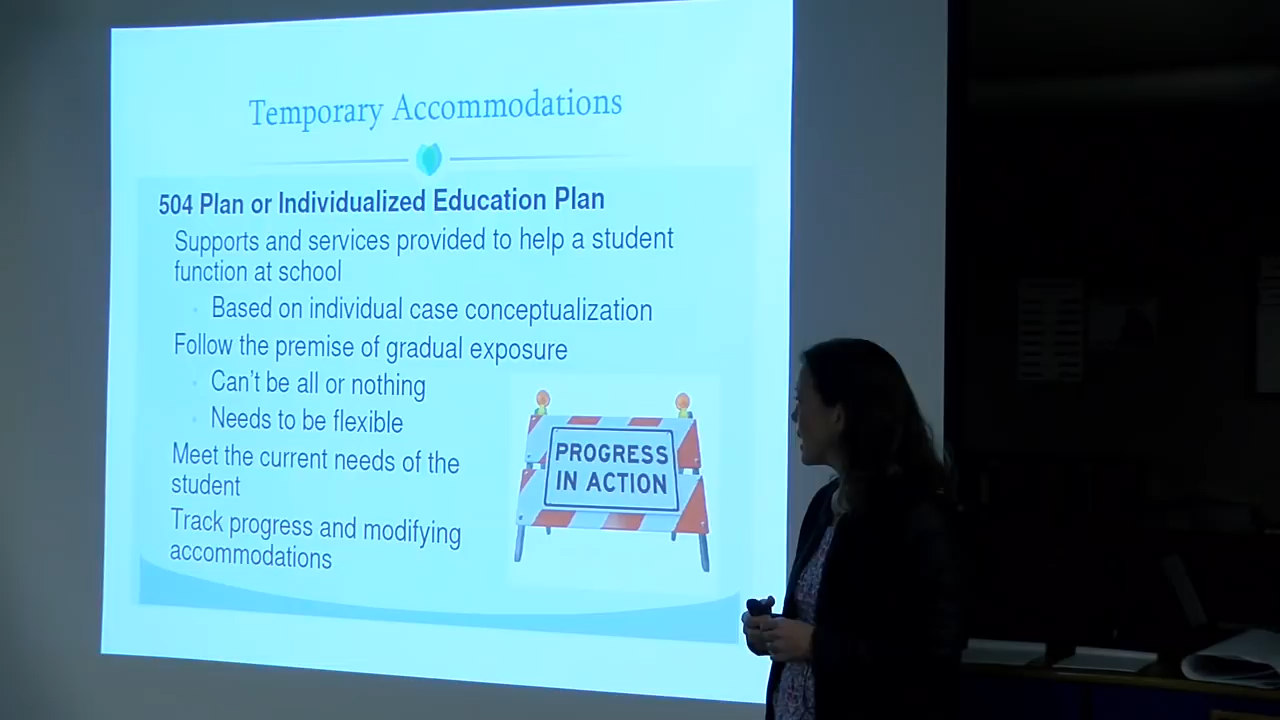 Temporary Accommodations
504 Plan or Individualized Education Plan
Supports and services provided to help a student
function at school
Based on individual case conceptualization
Follow the premise of gradual exposure
Can't be all or nothing
Needs to be flexible
Meet the current needs of the
student
Track progress and modifying
accommodations
PROGRESS
IN ACTION